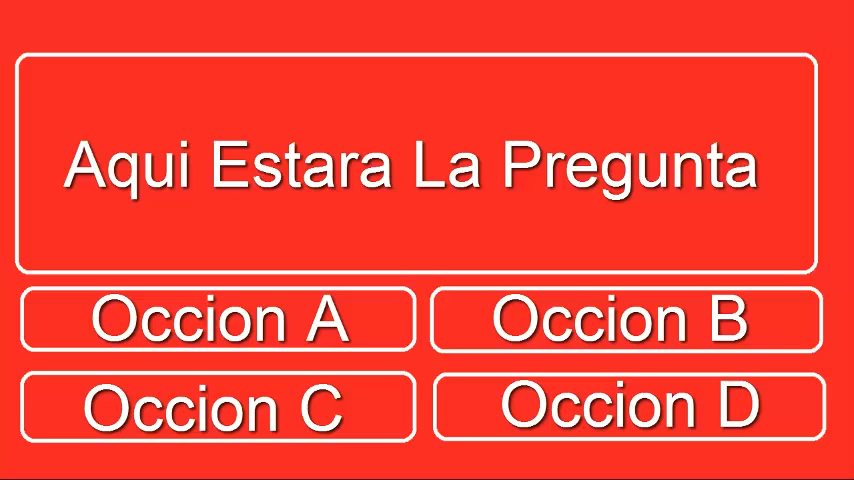 Aqui Estara La Pregunta
Occion A
Occion B
Occion C
Occion D